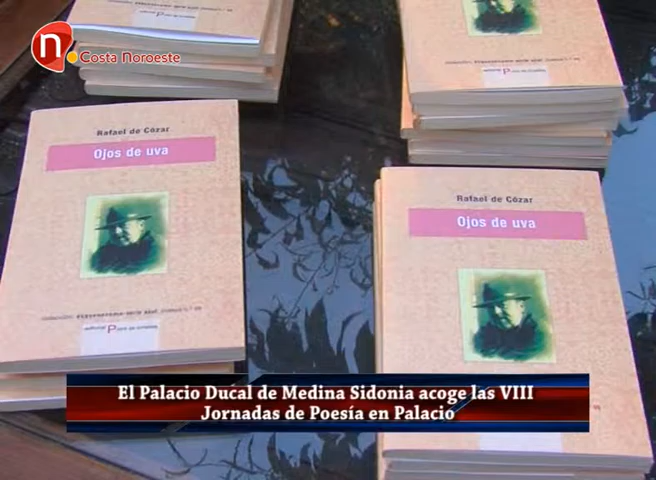 n
Costa Noroeste
Rafael de Cózar
Ojos de uva
Rafael de Cózar
Ojos de uva
El Palacio Ducal de Medina Sidonia acoge las VIII
Jornadas de Poesía en Palacio